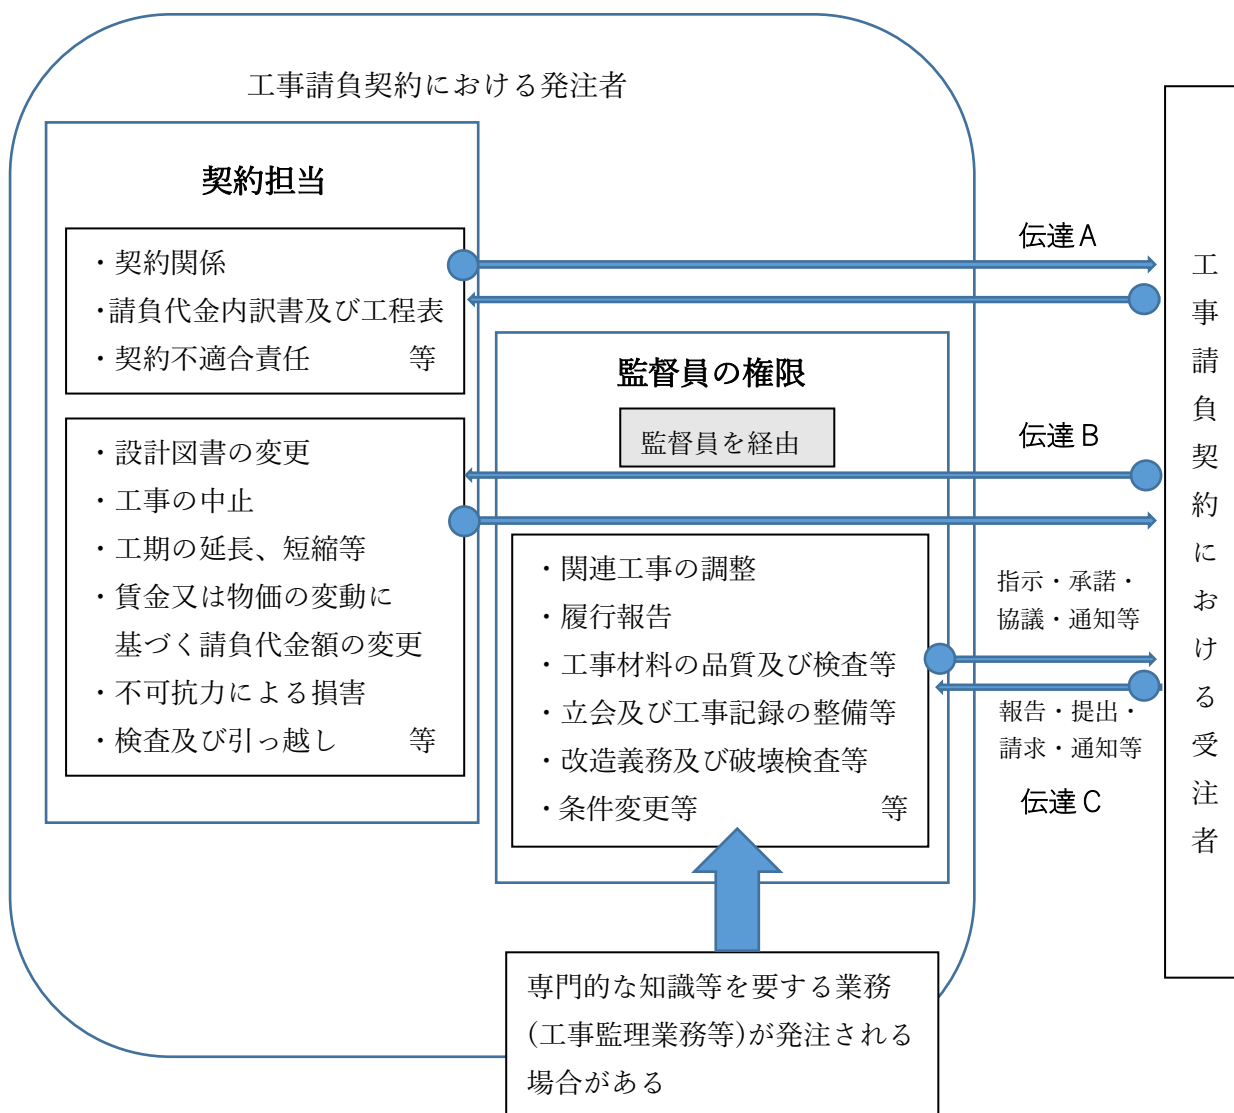 工事請負契約における発注者
契約担当
・契約関係
・請負代金内訳書及び工程表
・契約不適合責任　　　等
・設計図書の変更
・工事の中止
・工期の延長、短縮等
・賃金又は物価の変動に
基づく請負代金額の変更
・不可抗力による損害
・検査及び引っ越し　　等
監督員の権限
監督員を経由
・関連工事の調整
・履行報告
・工事材料の品質及び検査等
・立会及び工事記録の整備等
・改造義務及び破壊検査等
・条件変更等　　　　　等
専門的な知識等を要する業務
(工事監理業務等)が発注される
場合がある
伝達A
伝達B
指示・承諾・
協議・通知等
報告・提出・
請求・通知等
伝達C
工事請負契約における受注者